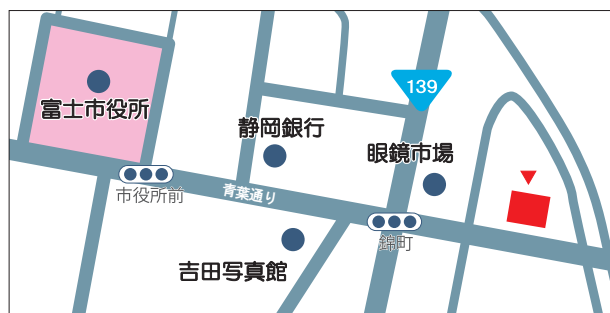 139
富士市役所
静岡銀行
眼鏡市場
市役所前
青葉通り
錦町
吉田写真館